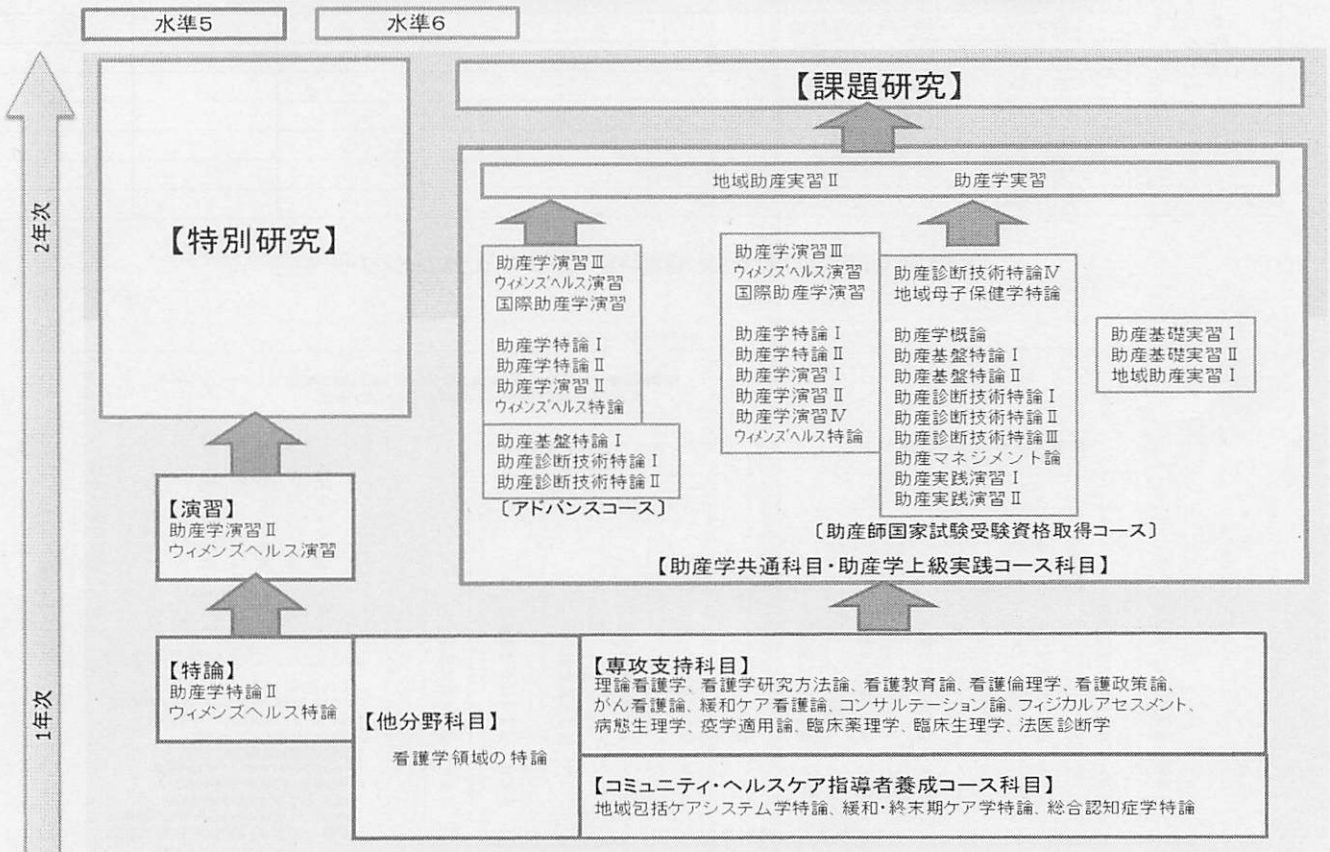 水準5
水準6
2年次
1年次
【特別研究】
【演習】
助産学演習Ⅱ
ウィメンズヘルス演習
【特論】
助産学特論Ⅱ
ウィメンズヘルス特論
【課題研究】
地域助産実習Ⅱ 助産学実習
助産学演習Ⅲ
ウィメンズヘルス演習
国際助産学演習
助産学特論Ⅰ
助産学特論Ⅱ
助産学演習Ⅱ
ウィメンズヘルス特論
助産基盤特論Ⅰ
助産診断技術特論Ⅰ
助産診断技術特論Ⅱ
〔アドバンスコース〕
助産学演習Ⅲ
ウィメンズヘルス演習
国際助産学演習
助産学特論Ⅰ
助産学特論Ⅱ
助産学演習Ⅰ
助産学演習Ⅱ
助産学演習Ⅳ
ウィメンズヘルス特論
助産診断技術特論Ⅳ
地域母子保健学特論
助産学概論
助産基盤特論Ⅰ
助産基盤特論Ⅱ
助産診断技術特論Ⅰ
助産診断技術特論Ⅱ
助産診断技術特論Ⅲ
助産マネジメント論
助産実践演習Ⅰ
助産実践演習Ⅱ
助産基礎実習Ⅰ
助産基礎実習Ⅱ
地域助産実習Ⅰ
〔助産師国家試験受験資格取得コース〕
【助産学共通科目・助産学上級実践コース科目】
【他分野科目】
看護学領域の特論
【専攻支持科目】
理論看護学、看護学研究方法論、看護教育論、看護倫理学、看護政策論、
がん看護論、緩和ケア看護論、コンサルテーション論、フィジカルアセスメント、
病態生理学、疫学適用論、臨床薬理学、臨床生理学、法医診断学
【コミュニティ・ヘルスケア指導者養成コース科目】
地域包括ケアシステム学特論、緩和・終末期ケア学特論、総合認知症学特論